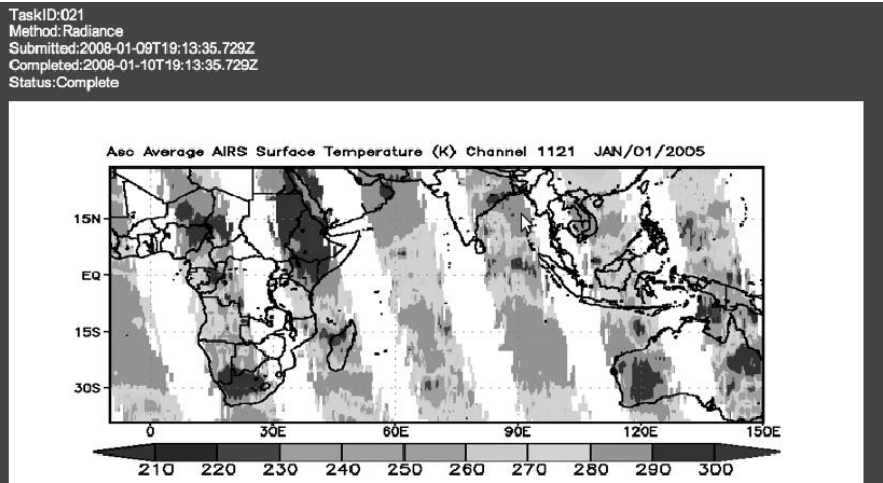 TaskID:021
Method:Radiance
Submitted:2008-01-09T19:13:35.729Z
Completed:2008-01-10T19:13:35.729Z
Status:Complete
Asc Average AIRS Surface Temperature (K) Channel 1121 JAN/01/2005
15N
EQ
15S
30S
0 30E 60E 90E 120E 150E
210 220 230 240 250 260 270 280 290 300